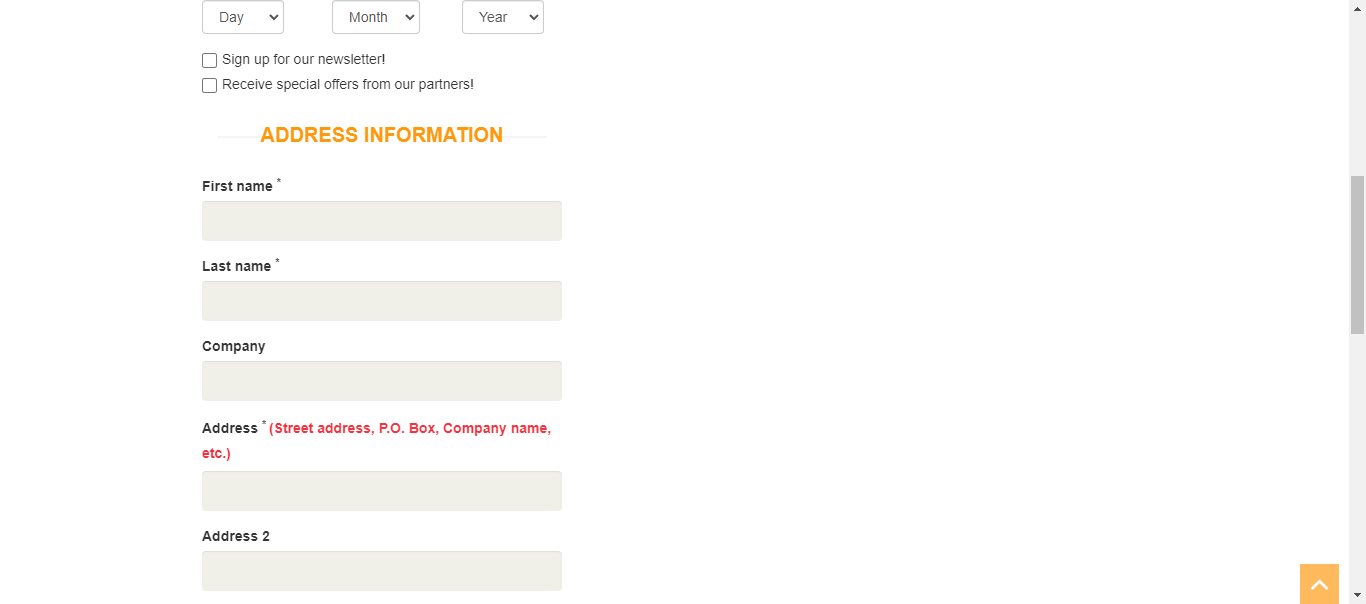 Day Month Year
Sign up for our newsletter!
Receive special offers from our partners!
ADDRESS INFORMATION
First name *
Last name *
Company
Address * (Street address, P.O. Box, Company name,
etc.)
Address 2